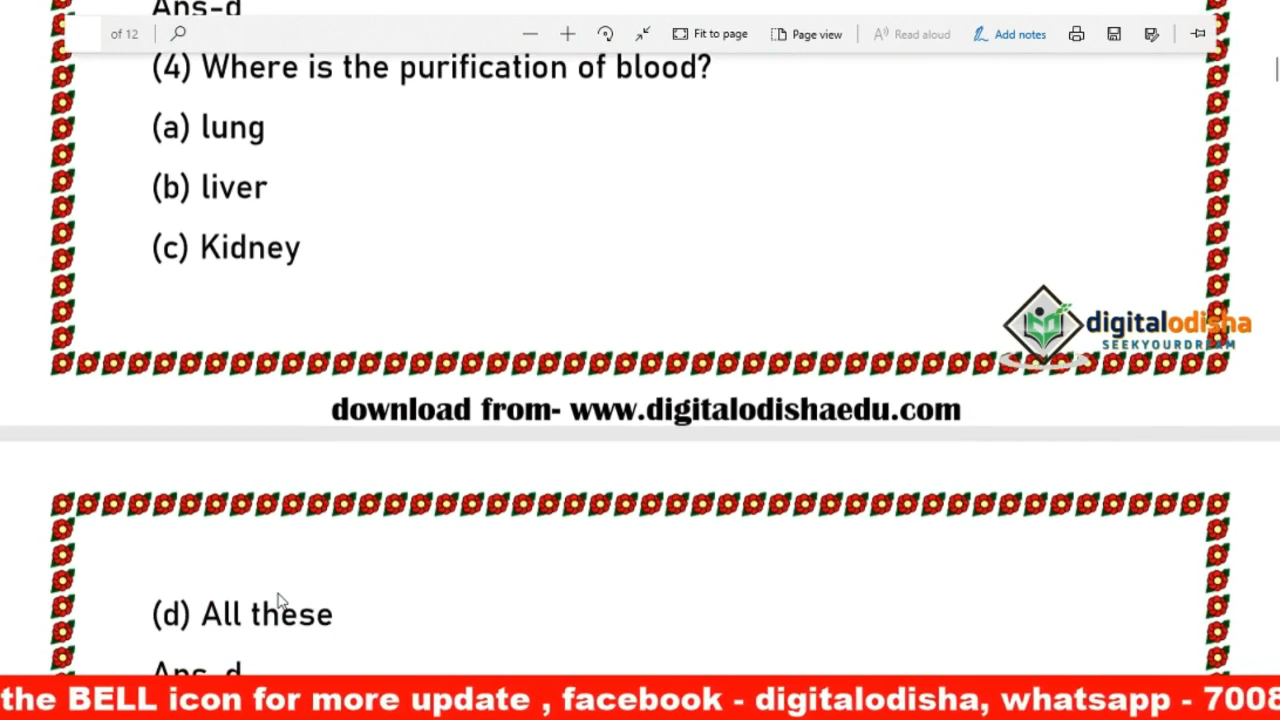 Ans-d
of 12
Fit to page
Page view
Read aloud
Add notes
(4) Where is the purification of blood?
(a) lung
(b) liver
(c) Kidney
digitalodisha
SEEKYOURDREAM
download from- www.digitalodishaedu.com
(d) All these
Ans-d
the BELL icon for more update , facebook - digitalodisha, whatsapp - 7008